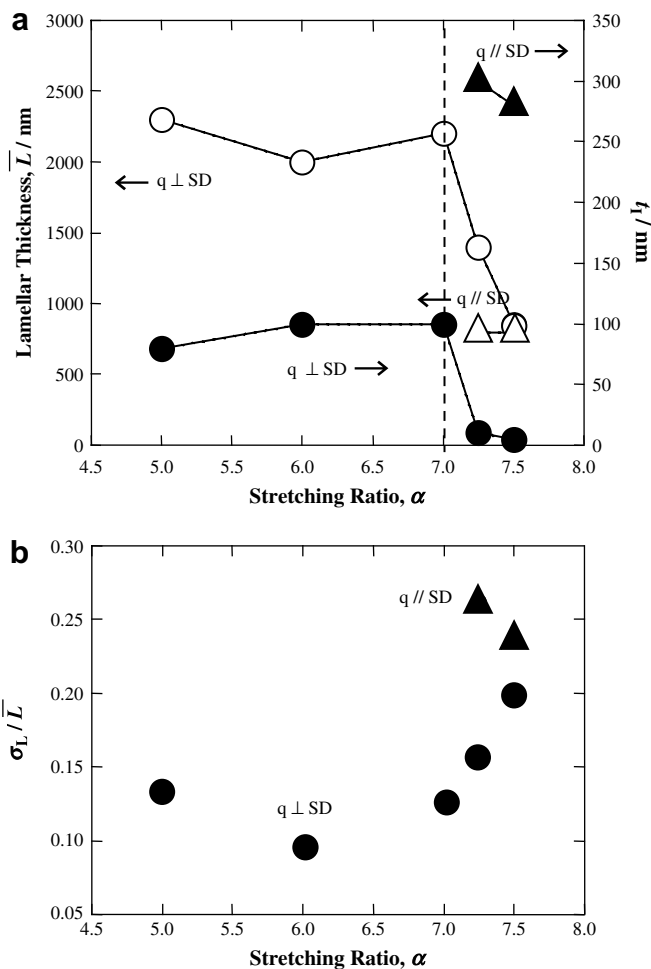 a
3000
2500
2000
1500
1000
500
0
Lamellar Thickness, L̅ / nm
350
300
250
200
150
100
50
0
t_I / nm
q // SD →
← q ⊥ SD
← q // SD
q ⊥ SD →
4.5 5.0 5.5 6.0 6.5 7.0 7.5 8.0
Stretching Ratio, α
b
0.30
0.25
0.20
0.15
0.10
0.05
σ_L / L̅
q // SD
q ⊥ SD
4.5 5.0 5.5 6.0 6.5 7.0 7.5 8.0
Stretching Ratio, α